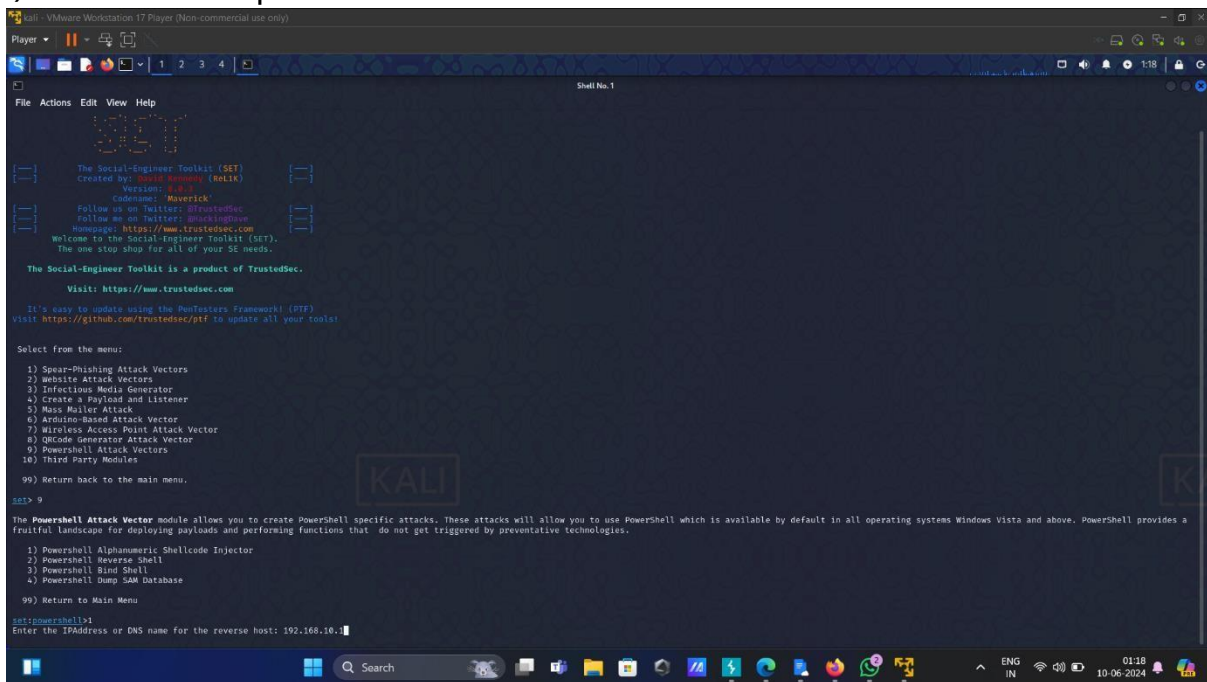 kali - VMware Workstation 17 Player (Non-commercial use only)
Player
1 2 3 4
1:18
Shell No. 1
File Actions Edit View Help
[---] The Social-Engineer Toolkit (SET) [---]
[---] Created by: David Kennedy (ReL1K) [---]
Version: 8.0.3
Codename: 'Maverick'
[---] Follow us on Twitter: @TrustedSec [---]
[---] Follow me on Twitter: @HackingDave [---]
[---] Homepage: https://www.trustedsec.com [---]
Welcome to the Social-Engineer Toolkit (SET).
The one stop shop for all of your SE needs.
The Social-Engineer Toolkit is a product of TrustedSec.
Visit: https://www.trustedsec.com
It's easy to update using the PenTesters Framework! (PTF)
Visit https://github.com/trustedsec/ptf to update all your tools!
Select from the menu:
1) Spear-Phishing Attack Vectors
2) Website Attack Vectors
3) Infectious Media Generator
4) Create a Payload and Listener
5) Mass Mailer Attack
6) Arduino-Based Attack Vector
7) Wireless Access Point Attack Vector
8) QRCode Generator Attack Vector
9) Powershell Attack Vectors
10) Third Party Modules
99) Return back to the main menu.
set> 9
The Powershell Attack Vector module allows you to create PowerShell specific attacks. These attacks will allow you to use PowerShell which is available by default in all operating systems Windows Vista and above. PowerShell provides a
fruitful landscape for deploying payloads and performing functions that do not get triggered by preventative technologies.
1) Powershell Alphanumeric Shellcode Injector
2) Powershell Reverse Shell
3) Powershell Bind Shell
4) Powershell Dump SAM Database
99) Return to Main Menu
set:powershell>1
Enter the IPAddress or DNS name for the reverse host: 192.168.10.1
KALI
Search
ENG
IN
01:18
10-06-2024